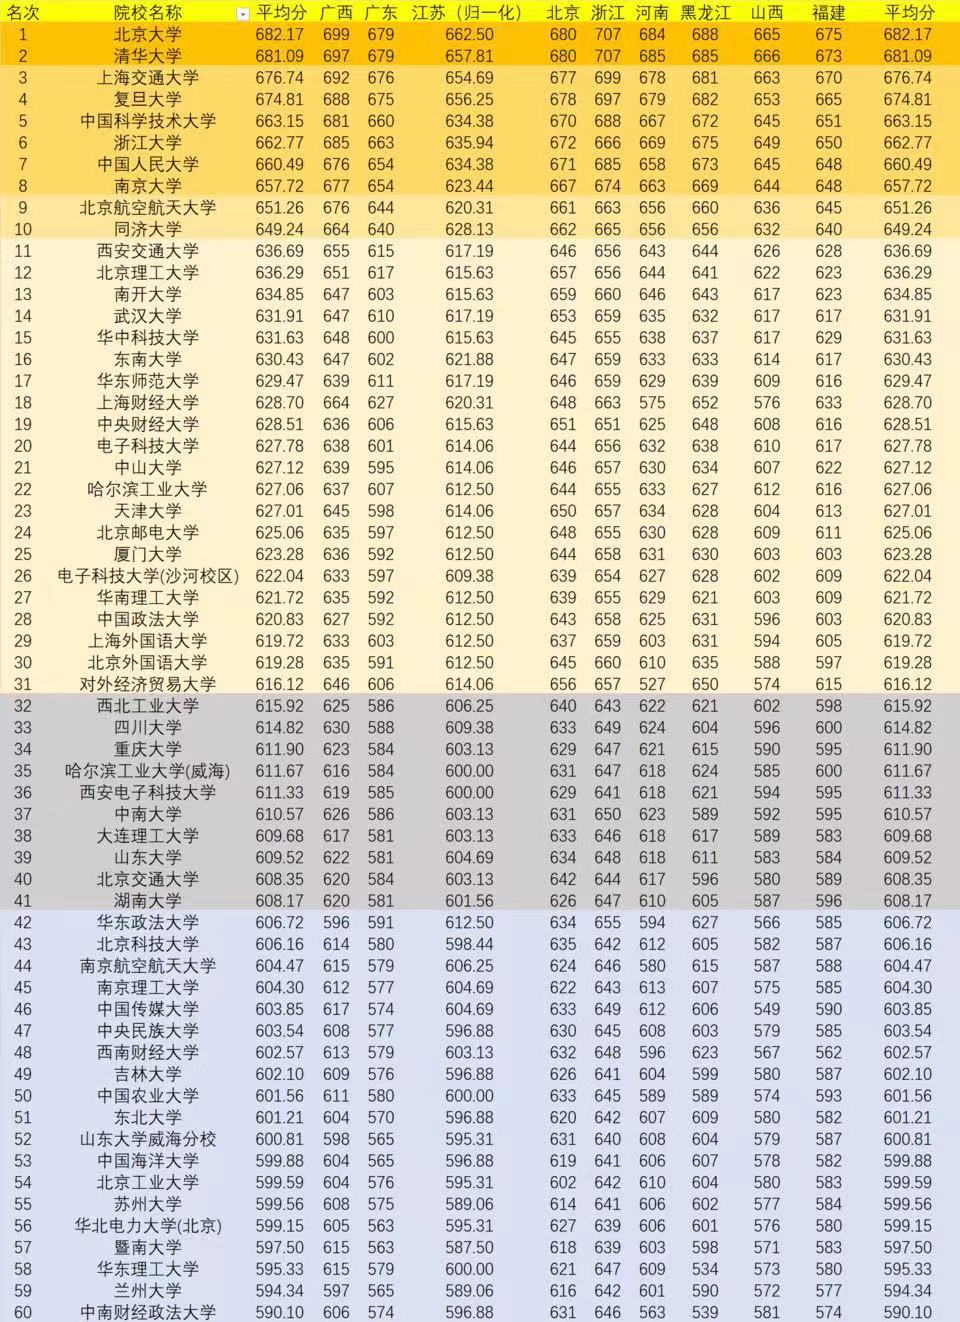 名次 院校名称 平均分 广西 广东 江苏（归一化） 北京 浙江 河南 黑龙江 山西 福建 平均分
1 北京大学 682.17 699 679 662.50 680 707 684 688 665 675 682.17
2 清华大学 681.09 697 679 657.81 680 707 685 685 666 673 681.09
3 上海交通大学 676.74 692 676 654.69 677 699 678 681 663 670 676.74
4 复旦大学 674.81 688 675 656.25 678 697 679 682 653 665 674.81
5 中国科学技术大学 663.15 681 660 634.38 670 688 667 672 645 651 663.15
6 浙江大学 662.77 685 663 635.94 672 666 669 675 649 650 662.77
7 中国人民大学 660.49 676 654 634.38 671 685 658 673 645 648 660.49
8 南京大学 657.72 677 654 623.44 667 674 663 669 644 648 657.72
9 北京航空航天大学 651.26 676 644 620.31 661 663 656 660 636 645 651.26
10 同济大学 649.24 664 640 628.13 662 665 656 656 632 640 649.24
11 西安交通大学 636.69 655 615 617.19 646 656 643 644 626 628 636.69
12 北京理工大学 636.29 651 617 615.63 657 656 644 641 622 623 636.29
13 南开大学 634.85 647 603 615.63 659 660 646 643 617 623 634.85
14 武汉大学 631.91 647 610 617.19 653 659 635 632 617 617 631.91
15 华中科技大学 631.63 648 600 615.63 645 655 638 637 617 629 631.63
16 东南大学 630.43 647 602 621.88 647 659 633 633 614 617 630.43
17 华东师范大学 629.47 639 611 617.19 646 659 629 639 609 616 629.47
18 上海财经大学 628.70 664 627 620.31 648 663 575 652 576 633 628.70
19 中央财经大学 628.51 636 606 615.63 651 651 625 648 608 616 628.51
20 电子科技大学 627.78 638 601 614.06 644 656 632 638 610 617 627.78
21 中山大学 627.12 639 595 614.06 646 657 630 634 607 622 627.12
22 哈尔滨工业大学 627.06 637 607 612.50 644 655 633 627 612 616 627.06
23 天津大学 627.01 645 598 614.06 650 657 634 628 604 613 627.01
24 北京邮电大学 625.06 635 597 612.50 648 655 630 628 609 611 625.06
25 厦门大学 623.28 636 592 612.50 644 658 631 630 603 603 623.28
26 电子科技大学(沙河校区) 622.04 633 597 609.38 639 654 627 628 602 609 622.04
27 华南理工大学 621.72 635 592 612.50 639 655 629 621 603 609 621.72
28 中国政法大学 620.83 627 592 612.50 643 658 625 631 596 603 620.83
29 上海外国语大学 619.72 633 603 612.50 637 659 603 631 594 605 619.72
30 北京外国语大学 619.28 635 591 612.50 645 660 610 635 588 597 619.28
31 对外经济贸易大学 616.12 646 606 614.06 656 657 527 650 574 615 616.12
32 西北工业大学 615.92 625 586 606.25 640 643 622 621 602 598 615.92
33 四川大学 614.82 630 588 609.38 633 649 624 604 596 600 614.82
34 重庆大学 611.90 623 584 603.13 629 647 621 615 590 595 611.90
35 哈尔滨工业大学(威海) 611.67 616 584 600.00 631 647 618 624 585 600 611.67
36 西安电子科技大学 611.33 619 585 600.00 629 641 618 621 594 595 611.33
37 中南大学 610.57 626 586 603.13 631 650 623 589 592 595 610.57
38 大连理工大学 609.68 617 581 603.13 633 646 618 617 589 583 609.68
39 山东大学 609.52 622 581 604.69 634 648 618 611 583 584 609.52
40 北京交通大学 608.35 620 584 603.13 642 644 617 596 580 589 608.35
41 湖南大学 608.17 620 581 601.56 626 647 610 605 587 596 608.17
42 华东政法大学 606.72 596 591 612.50 634 655 594 627 566 585 606.72
43 北京科技大学 606.16 614 580 598.44 635 642 612 605 582 587 606.16
44 南京航空航天大学 604.47 615 579 606.25 624 646 580 615 587 588 604.47
45 南京理工大学 604.30 612 577 604.69 622 643 613 607 575 585 604.30
46 中国传媒大学 603.85 617 574 604.69 633 649 612 606 549 590 603.85
47 中央民族大学 603.54 608 577 596.88 630 645 608 603 579 585 603.54
48 西南财经大学 602.57 613 579 603.13 632 648 596 623 567 562 602.57
49 吉林大学 602.10 609 576 596.88 626 641 604 599 580 587 602.10
50 中国农业大学 601.56 611 580 600.00 633 645 589 589 574 593 601.56
51 东北大学 601.21 604 570 596.88 620 642 607 609 580 582 601.21
52 山东大学威海分校 600.81 598 565 595.31 631 640 608 604 579 587 600.81
53 中国海洋大学 599.88 604 565 596.88 619 641 606 607 578 582 599.88
54 北京工业大学 599.59 604 576 595.31 602 642 610 604 580 583 599.59
55 苏州大学 599.56 608 575 589.06 614 641 606 602 577 584 599.56
56 华北电力大学(北京) 599.15 605 563 595.31 627 639 606 601 576 580 599.15
57 暨南大学 597.50 615 563 587.50 618 639 603 598 571 583 597.50
58 华东理工大学 595.33 615 579 600.00 621 647 609 534 573 580 595.33
59 兰州大学 594.34 597 565 589.06 616 642 601 590 572 577 594.34
60 中南财经政法大学 590.10 606 574 596.88 631 646 563 539 581 574 590.10